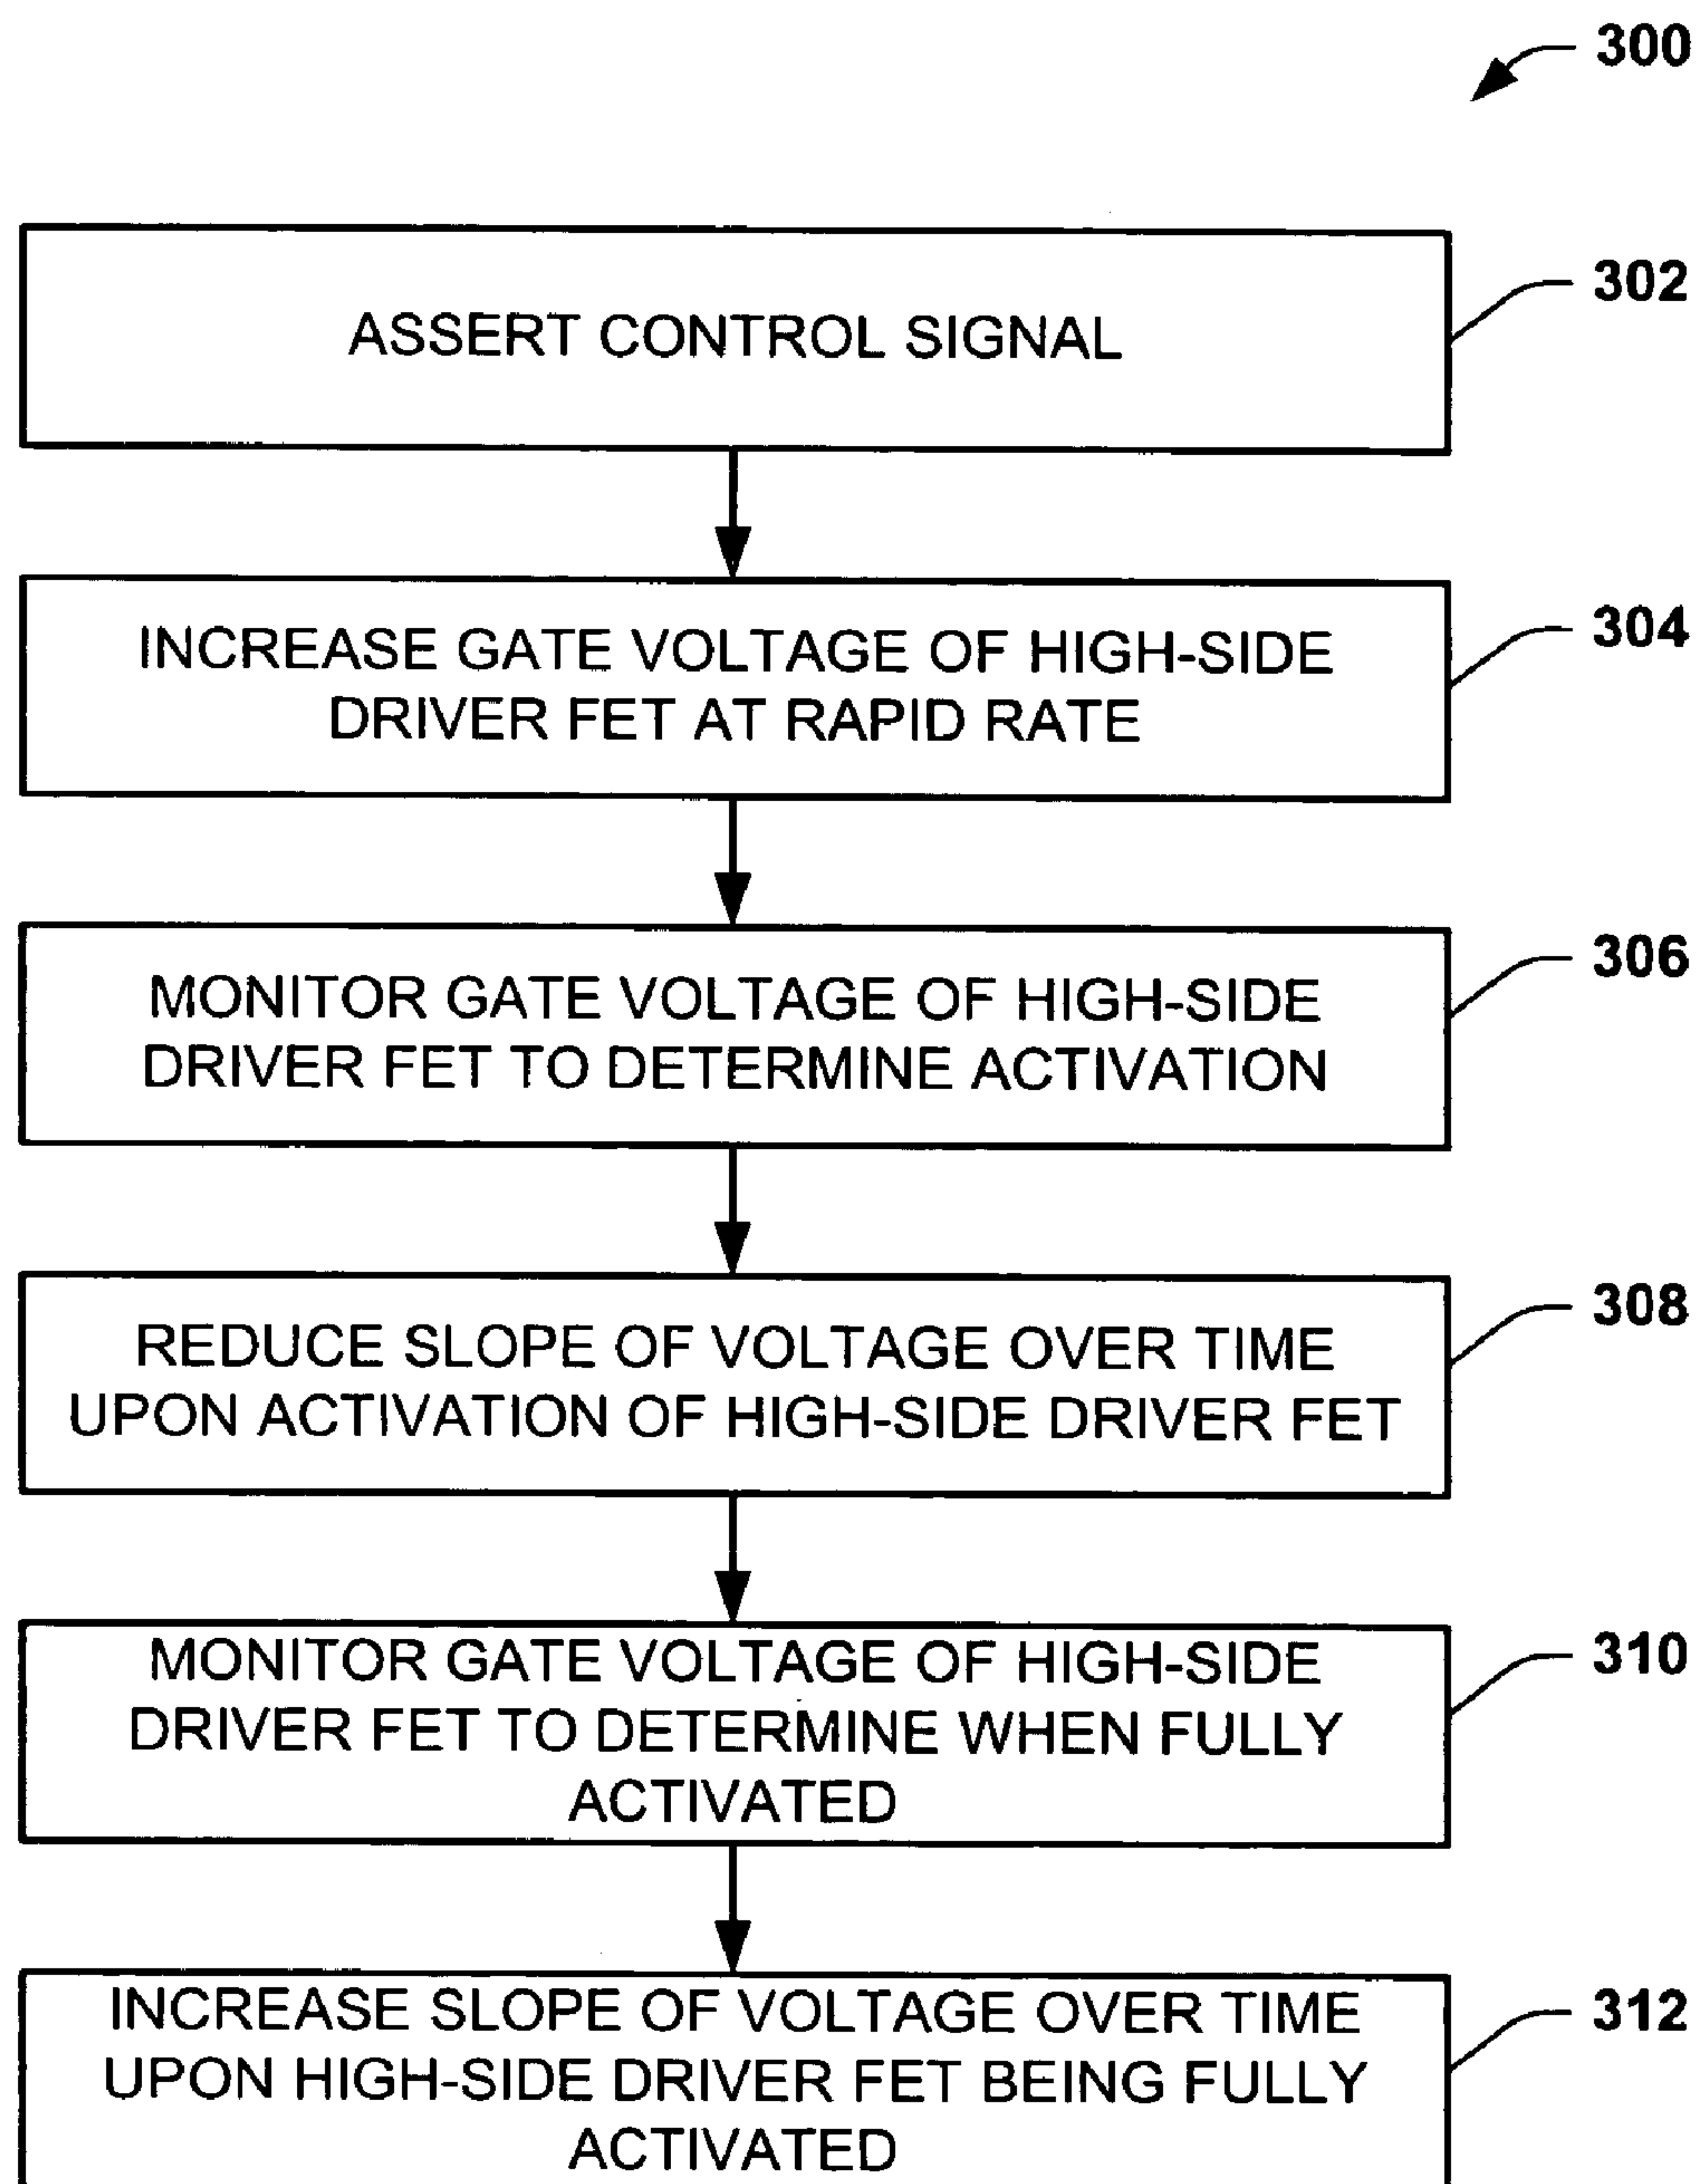 300
ASSERT CONTROL SIGNAL
302
INCREASE GATE VOLTAGE OF HIGH-SIDE
DRIVER FET AT RAPID RATE
304
MONITOR GATE VOLTAGE OF HIGH-SIDE
DRIVER FET TO DETERMINE ACTIVATION
306
REDUCE SLOPE OF VOLTAGE OVER TIME
UPON ACTIVATION OF HIGH-SIDE DRIVER FET
308
MONITOR GATE VOLTAGE OF HIGH-SIDE
DRIVER FET TO DETERMINE WHEN FULLY
ACTIVATED
310
INCREASE SLOPE OF VOLTAGE OVER TIME
UPON HIGH-SIDE DRIVER FET BEING FULLY
ACTIVATED
312